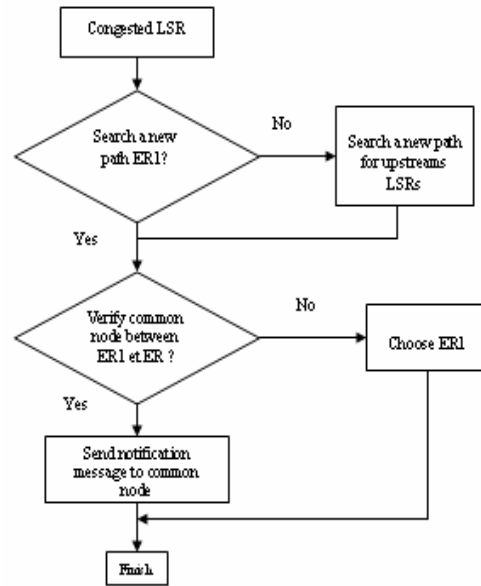 Congested LSR
Search a new
path ER1?
No
Search a new path
for upstreams
LSRs
Yes
Verify common
node between
ER1 et ER ?
No
Choose ER1
Yes
Send notification
message to common
node
Finish